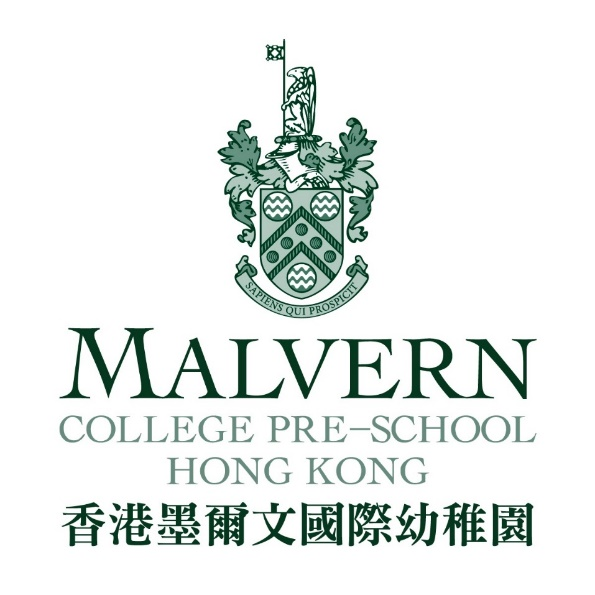 SAPIENS QUI PROSPICIT
MALVERN
COLLEGE PRE-SCHOOL
HONG KONG
香港墨爾文國際幼稚園